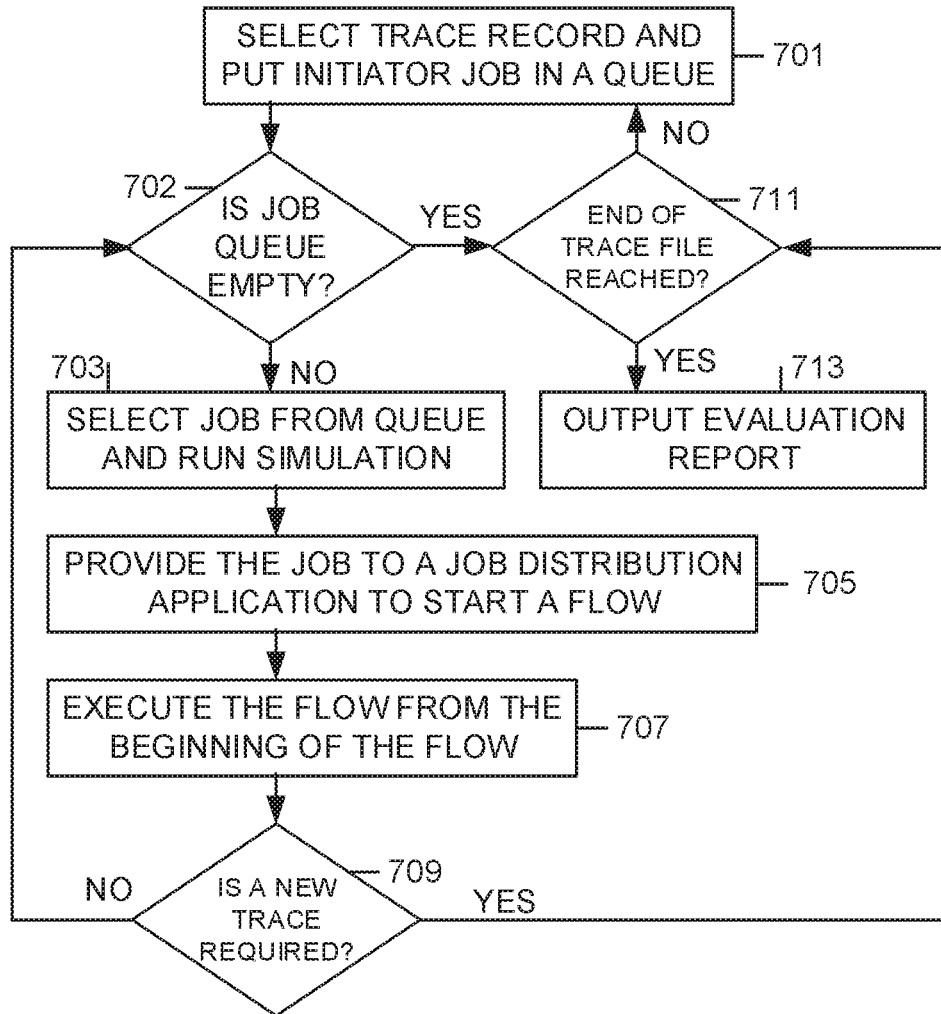 SELECT TRACE RECORD AND
PUT INITIATOR JOB IN A QUEUE
701
NO
702
IS JOB
QUEUE
EMPTY?
YES
711
END OF
TRACE FILE
REACHED?
703
NO
YES
713
SELECT JOB FROM QUEUE
AND RUN SIMULATION
OUTPUT EVALUATION
REPORT
PROVIDE THE JOB TO A JOB DISTRIBUTION
APPLICATION TO START A FLOW
705
EXECUTE THE FLOW FROM THE
BEGINNING OF THE FLOW
707
NO
709
IS A NEW
TRACE
REQUIRED?
YES